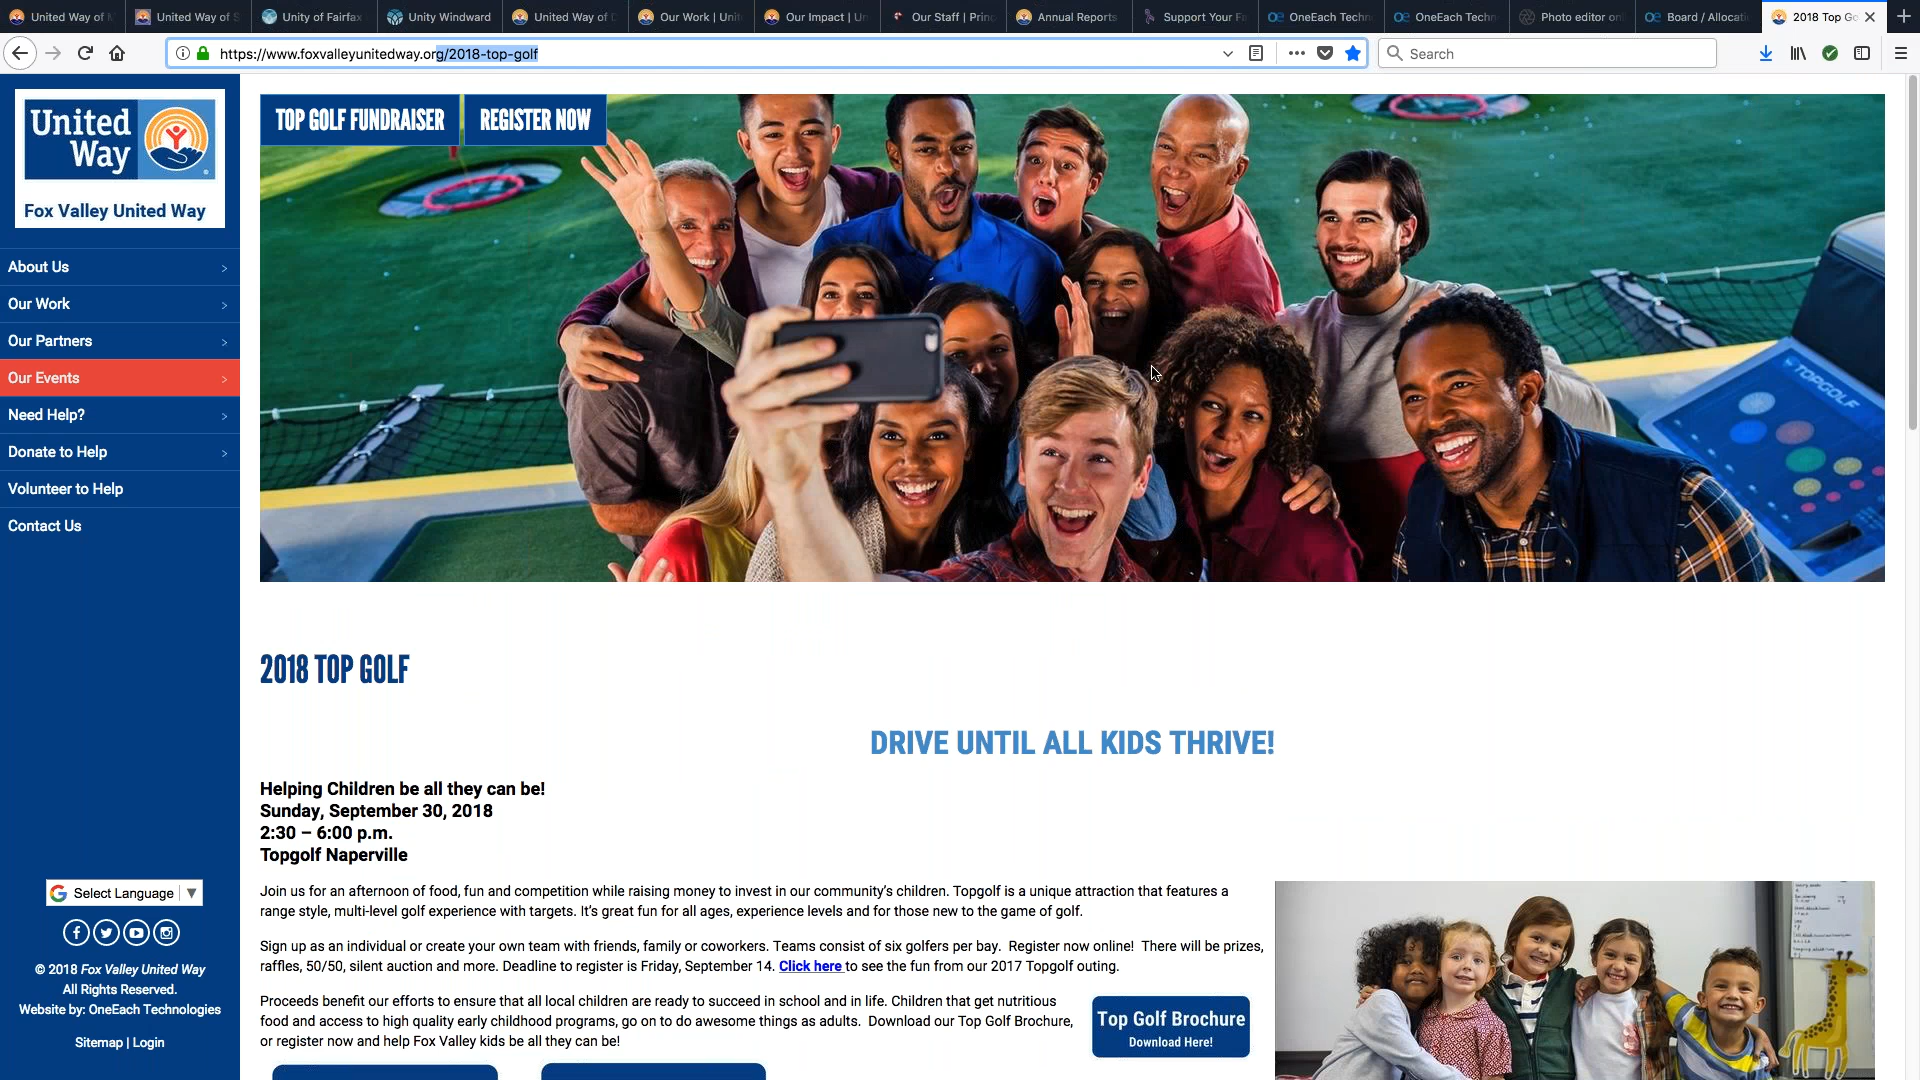 United Way of
United Way of S
Unity of Fairfax
Unity Windward
United Way of D
Our Work | Unit
Our Impact | Un
Our Staff | Princ
Annual Reports
Support Your F
OneEach Techn
OneEach Techn
Photo editor on
Board / Allocati
2018 Top Go
https://www.foxvalleyunitedway.org/2018-top-golf
Search
United
Way
Fox Valley United Way
About Us
Our Work
Our Partners
Our Events
Need Help?
Donate to Help
Volunteer to Help
Contact Us
Select Language
© 2018 Fox Valley United Way
All Rights Reserved.
Website by: OneEach Technologies
Sitemap | Login
TOP GOLF FUNDRAISER
REGISTER NOW
TOPGOLF
2018 TOP GOLF
DRIVE UNTIL ALL KIDS THRIVE!
Helping Children be all they can be!
Sunday, September 30, 2018
2:30 – 6:00 p.m.
Topgolf Naperville
Join us for an afternoon of food, fun and competition while raising money to invest in our community's children. Topgolf is a unique attraction that features a
range style, multi-level golf experience with targets. It's great fun for all ages, experience levels and for those new to the game of golf.
Sign up as an individual or create your own team with friends, family or coworkers. Teams consist of six golfers per bay. Register now online! There will be prizes,
raffles, 50/50, silent auction and more. Deadline to register is Friday, September 14. Click here to see the fun from our 2017 Topgolf outing.
Proceeds benefit our efforts to ensure that all local children are ready to succeed in school and in life. Children that get nutritious
food and access to high quality early childhood programs, go on to do awesome things as adults. Download our Top Golf Brochure,
or register now and help Fox Valley kids be all they can be!
Top Golf Brochure
Download Here!